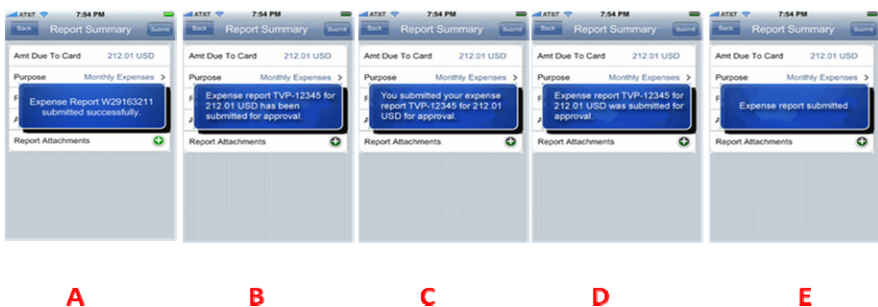 AT&T 7:54 PM
Back Report Summary Submit
Amt Due To Card 212.01 USD
Purpose Monthly Expenses >
Expense Report W29163211
submitted successfully.
Report Attachments
AT&T 7:54 PM
Back Report Summary Submit
Amt Due To Card 212.01 USD
Purpose Monthly Expenses >
Expense report TVP-12345 for
212.01 USD has been
submitted for approval.
Report Attachments
AT&T 7:54 PM
Back Report Summary Submit
Amt Due To Card 212.01 USD
Purpose Monthly Expenses >
You submitted your expense
report TVP-12345 for 212.01
USD for approval.
Report Attachments
AT&T 7:54 PM
Back Report Summary Submit
Amt Due To Card 212.01 USD
Purpose Monthly Expenses >
Expense report TVP-12345 for
212.01 USD was submitted for
approval.
Report Attachments
AT&T 7:54 PM
Back Report Summary Submit
Amt Due To Card 212.01 USD
Purpose Monthly Expenses >
Expense report submitted
Report Attachments
A B C D E